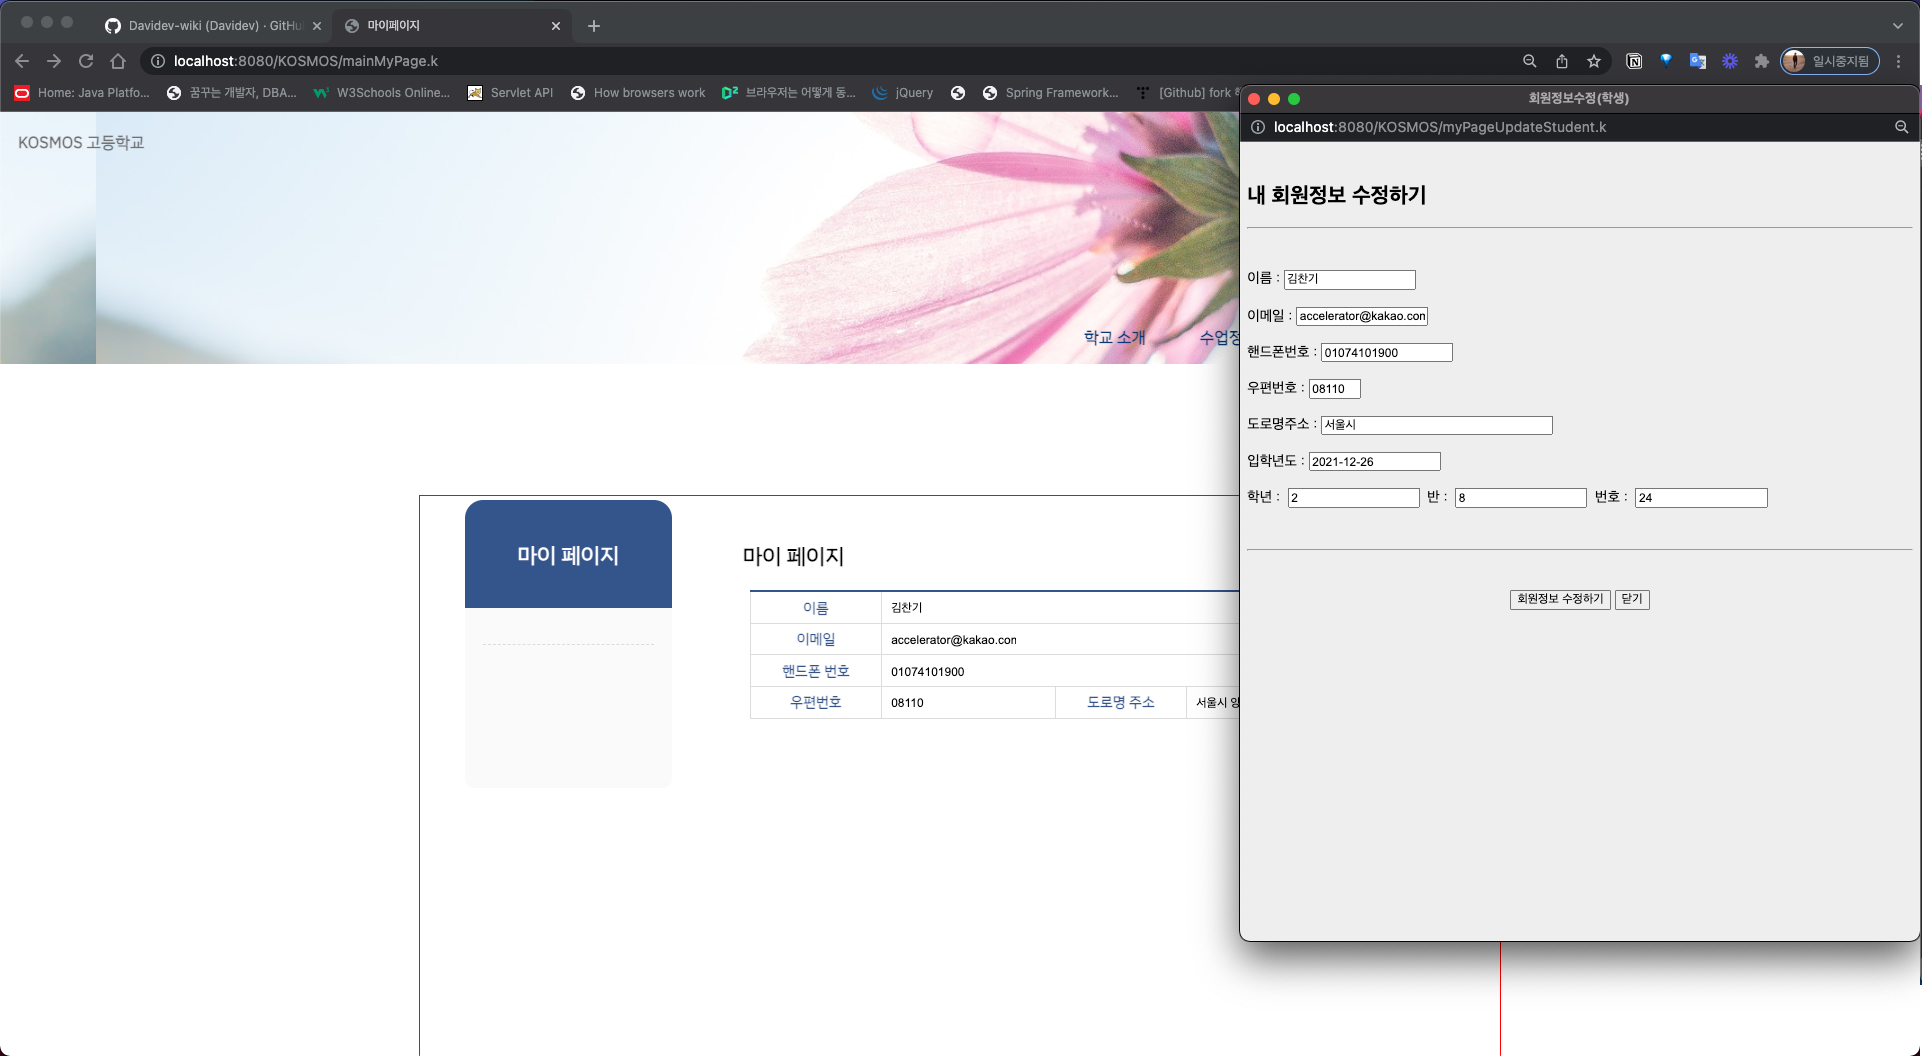 Davidev-wiki (Davidev) · GitHu
마이페이지
localhost:8080/KOSMOS/mainMyPage.k
일시중지됨
Home: Java Platfo...
꿈꾸는 개발자, DBA...
W3Schools Online...
Servlet API
How browsers work
브라우저는 어떻게 동...
jQuery
Spring Framework...
[Github] fork
KOSMOS 고등학교
학교 소개
수업정
마이 페이지
마이 페이지
이름 김찬기
이메일 accelerator@kakao.con
핸드폰 번호 01074101900
우편번호 08110 도로명 주소 서울시 양
회원정보수정(학생)
localhost:8080/KOSMOS/myPageUpdateStudent.k
내 회원정보 수정하기
이름 : 김찬기
이메일 : accelerator@kakao.con
핸드폰번호 : 01074101900
우편번호 : 08110
도로명주소 : 서울시
입학년도 : 2021-12-26
학년 : 2 반 : 8 번호 : 24
회원정보 수정하기 닫기